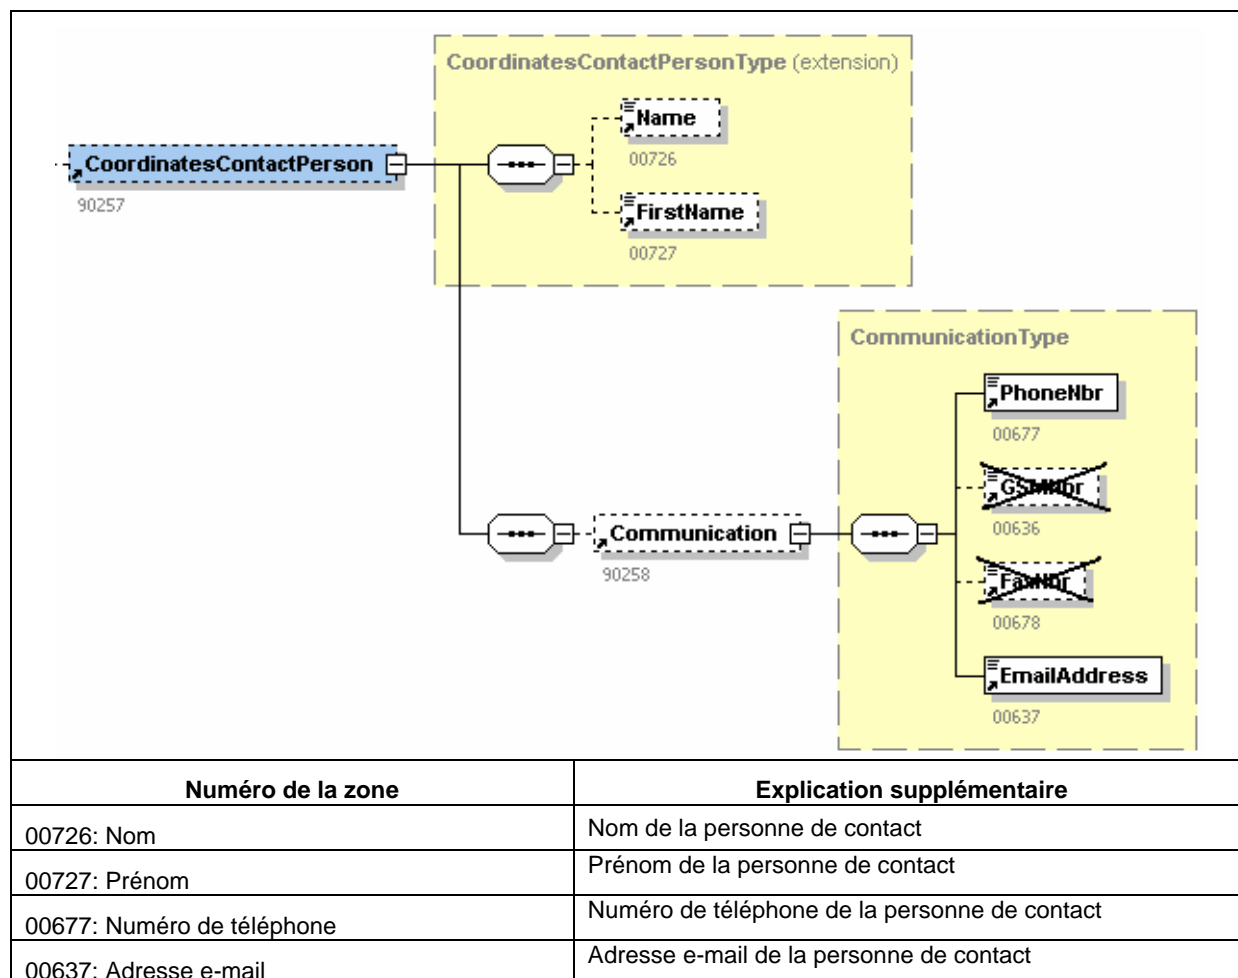 CoordinatesContactPersonType (extension)
Name
00726
CoordinatesContactPerson
90257
FirstName
00727
CommunicationType
PhoneNbr
00677
GSMNbr
00636
Communication
90258
FaxNbr
00678
EmailAddress
00637
Numéro de la zone Explication supplémentaire
00726: Nom Nom de la personne de contact
00727: Prénom Prénom de la personne de contact
00677: Numéro de téléphone Numéro de téléphone de la personne de contact
00637: Adresse e-mail Adresse e-mail de la personne de contact